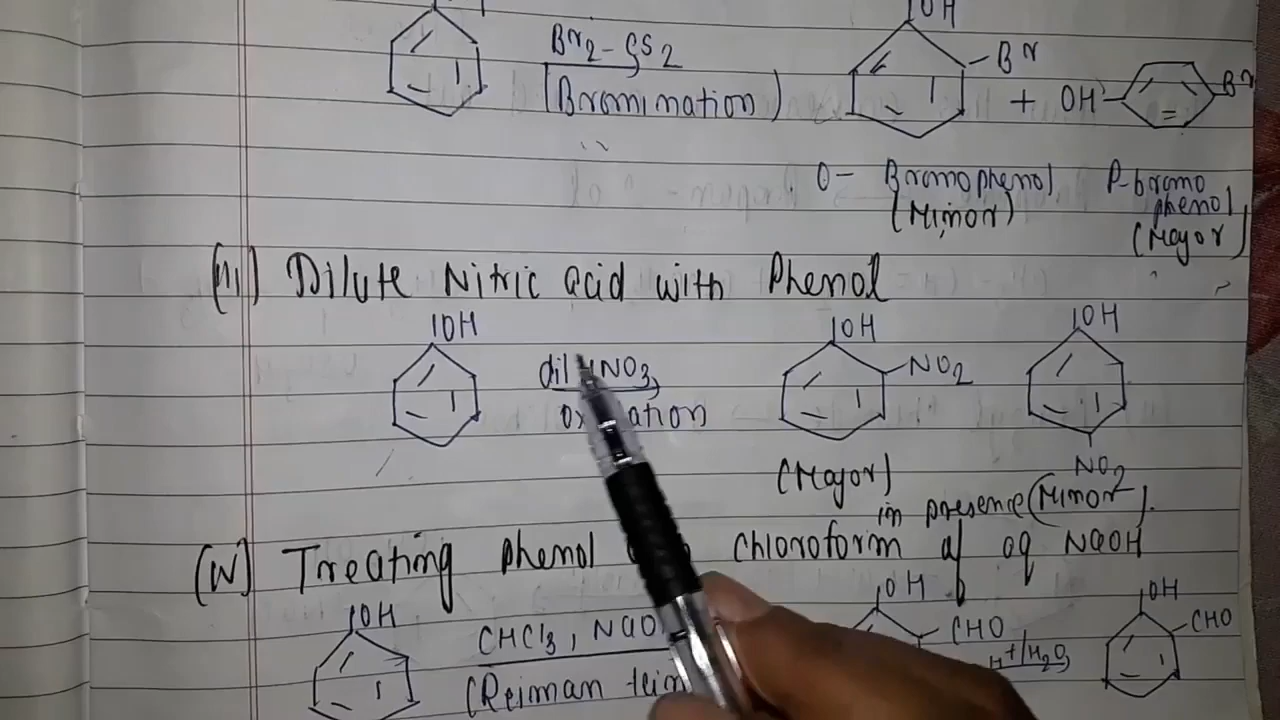 OH
Br2-CS2
Br
(Bromination)
+ OH
Br
O- Bromophenol
(Minor)
P-bromo
phenol
(Major)
(iii) Dilute Nitric acid with Phenol
OH
dil HNO3
OH
NO2
OH
(Major)
NO2
(Minor)
in presence
(iv) Treating phenol Chloroform of aq NaOH
OH
CHCl3, NaO
(Reiman
OH
CHO
H+/H2O
OH
CHO